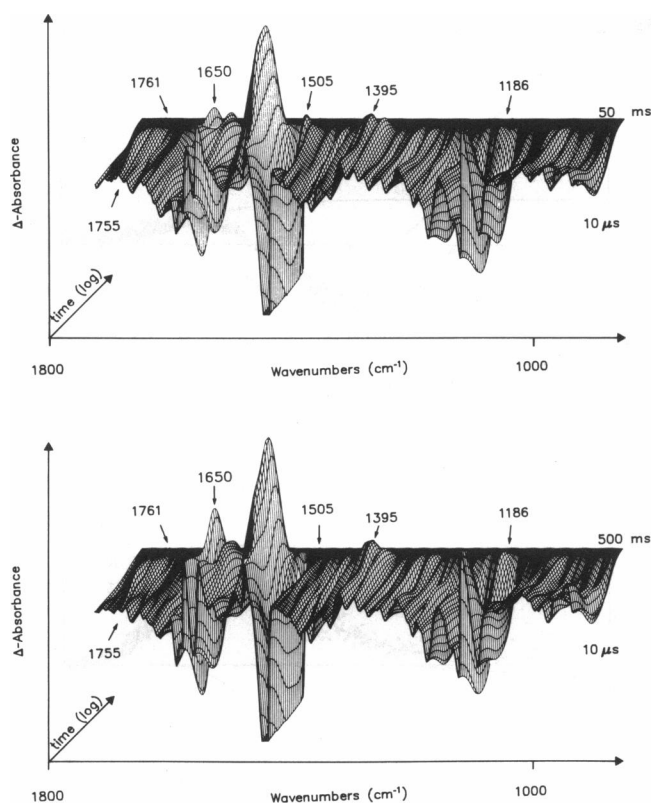 1761
1650
1505
1395
1186
50 ms
Δ-Absorbance
1755
10 μs
time (log)
1800
Wavenumbers (cm⁻¹)
1000
1761
1650
1505
1395
1186
500 ms
Δ-Absorbance
1755
10 μs
time (log)
1800
Wavenumbers (cm⁻¹)
1000